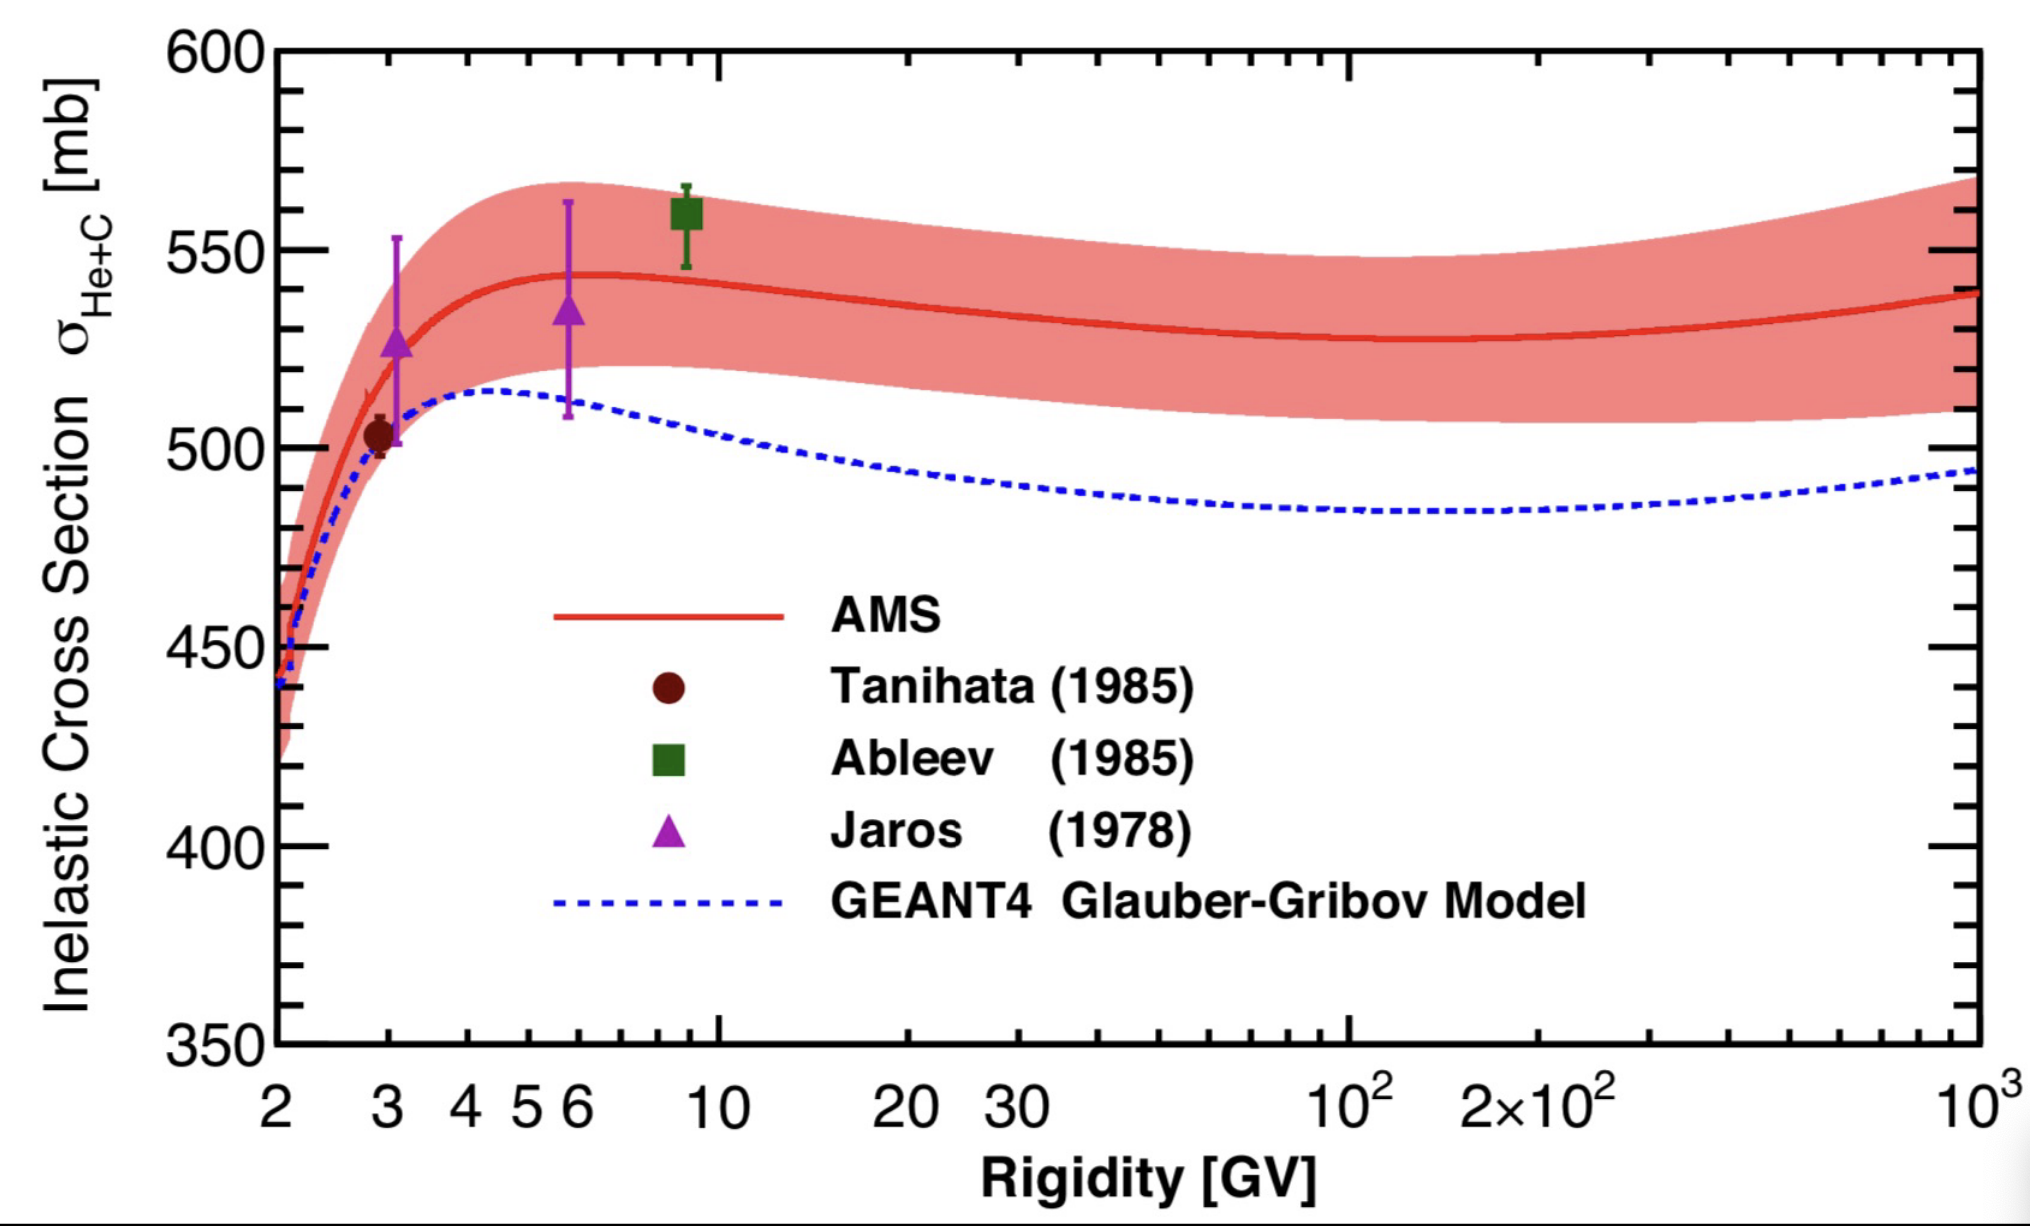 Inelastic Cross Section σHe+C [mb]
600
550
500
450
400
350
AMS
Tanihata (1985)
Ableev (1985)
Jaros (1978)
GEANT4 Glauber-Gribov Model
2 3 4 5 6 10 20 30 10² 2×10² 10³
Rigidity [GV]